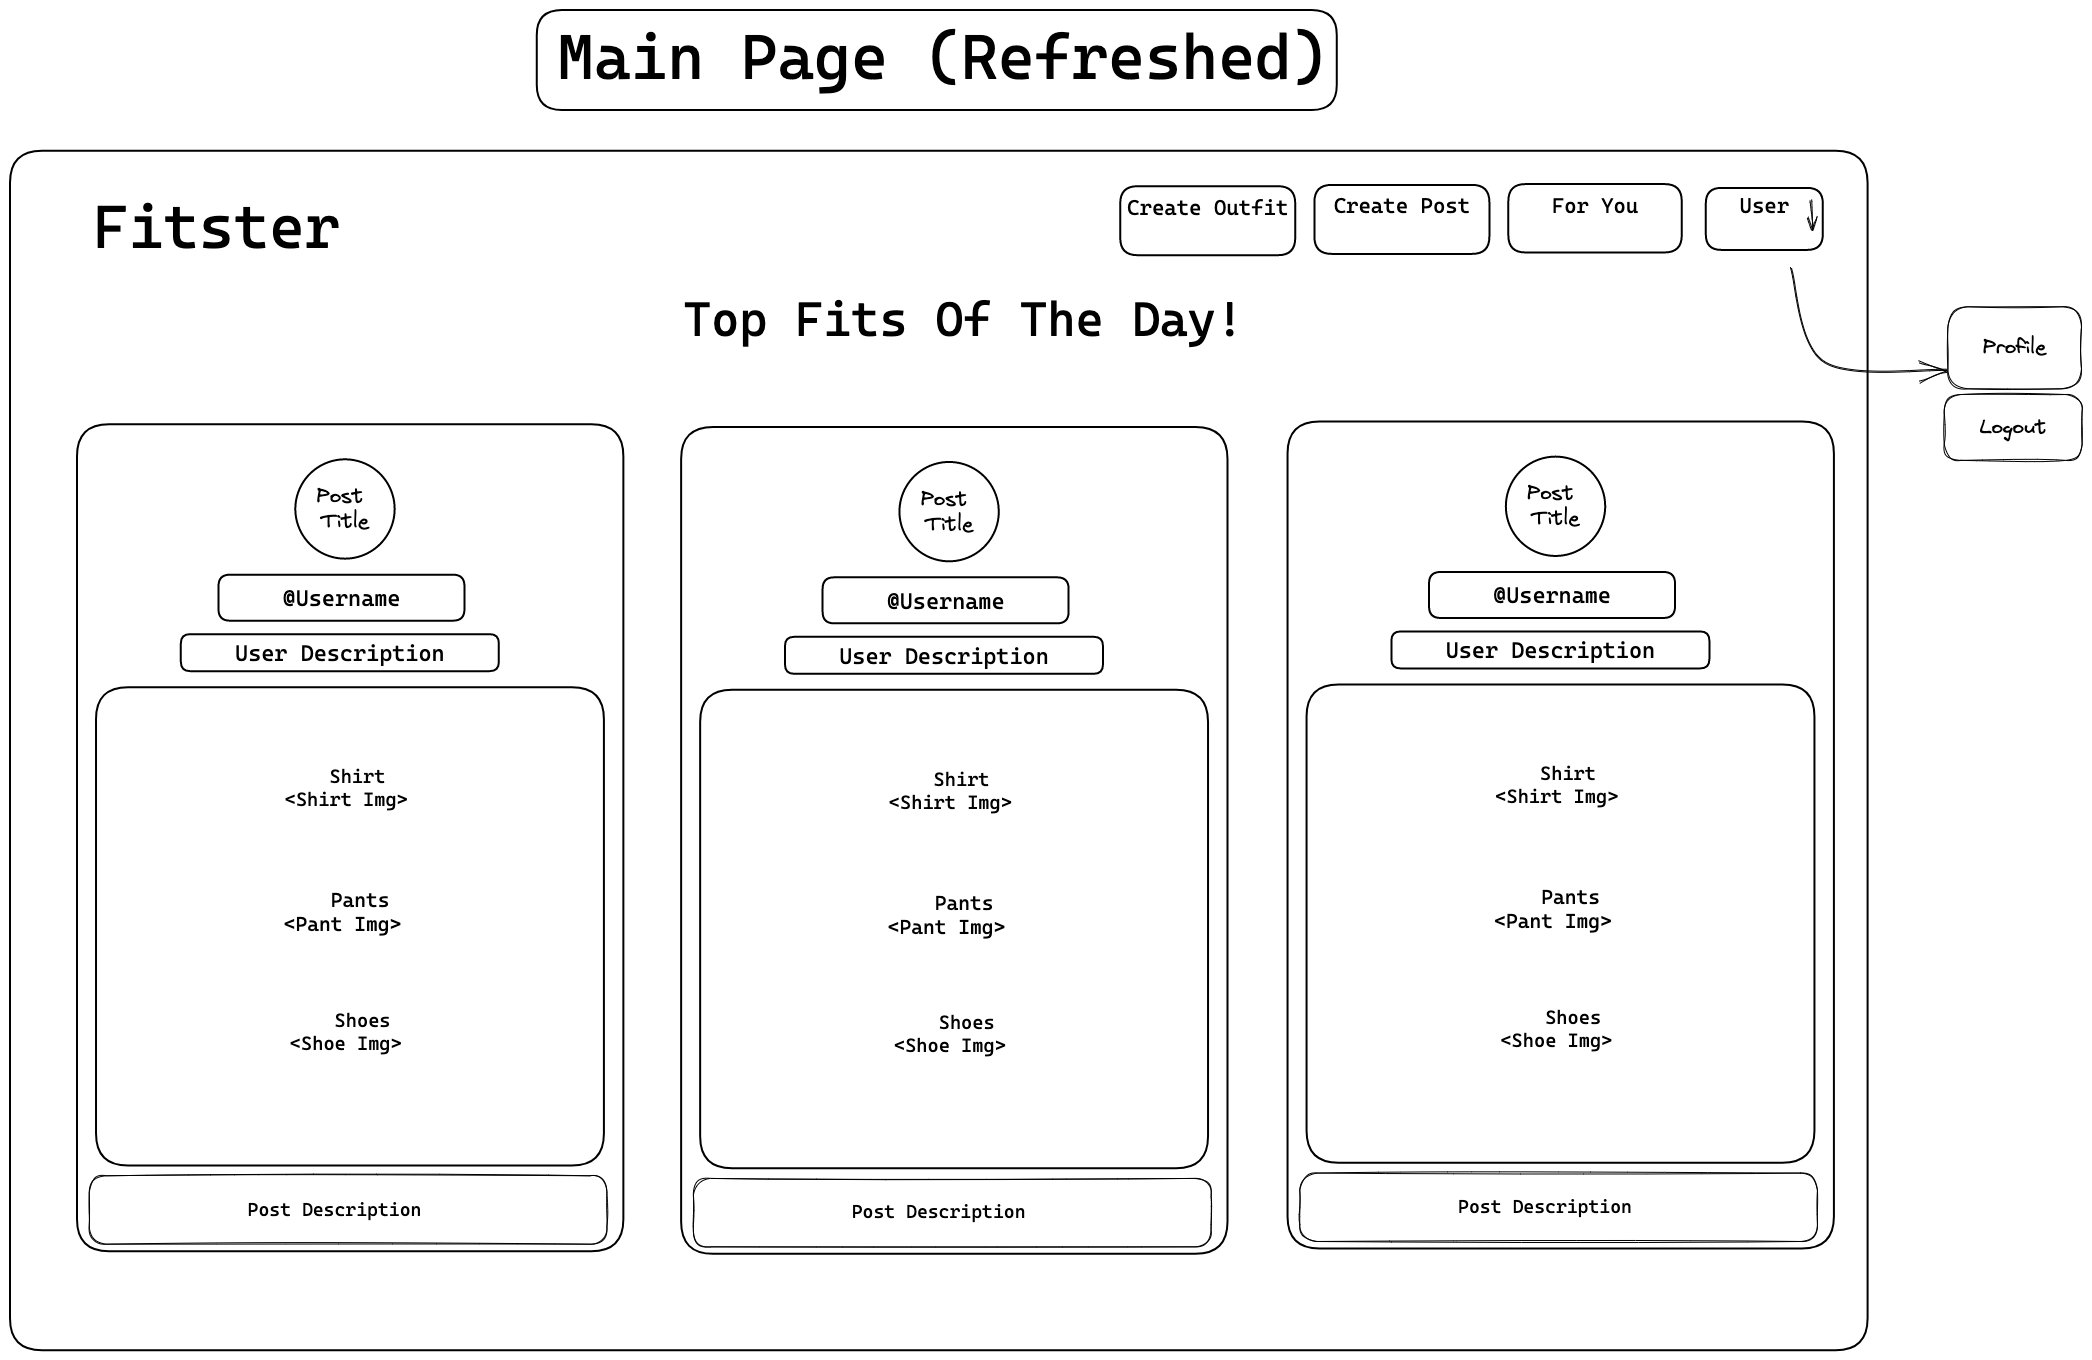 Main Page (Refreshed)
Fitster
Create Outfit
Create Post
For You
User
Top Fits Of The Day!
Profile
Logout
Post
Title
@Username
User Description
Shirt
<Shirt Img>
Pants
<Pant Img>
Shoes
<Shoe Img>
Post Description
Post
Title
@Username
User Description
Shirt
<Shirt Img>
Pants
<Pant Img>
Shoes
<Shoe Img>
Post Description
Post
Title
@Username
User Description
Shirt
<Shirt Img>
Pants
<Pant Img>
Shoes
<Shoe Img>
Post Description